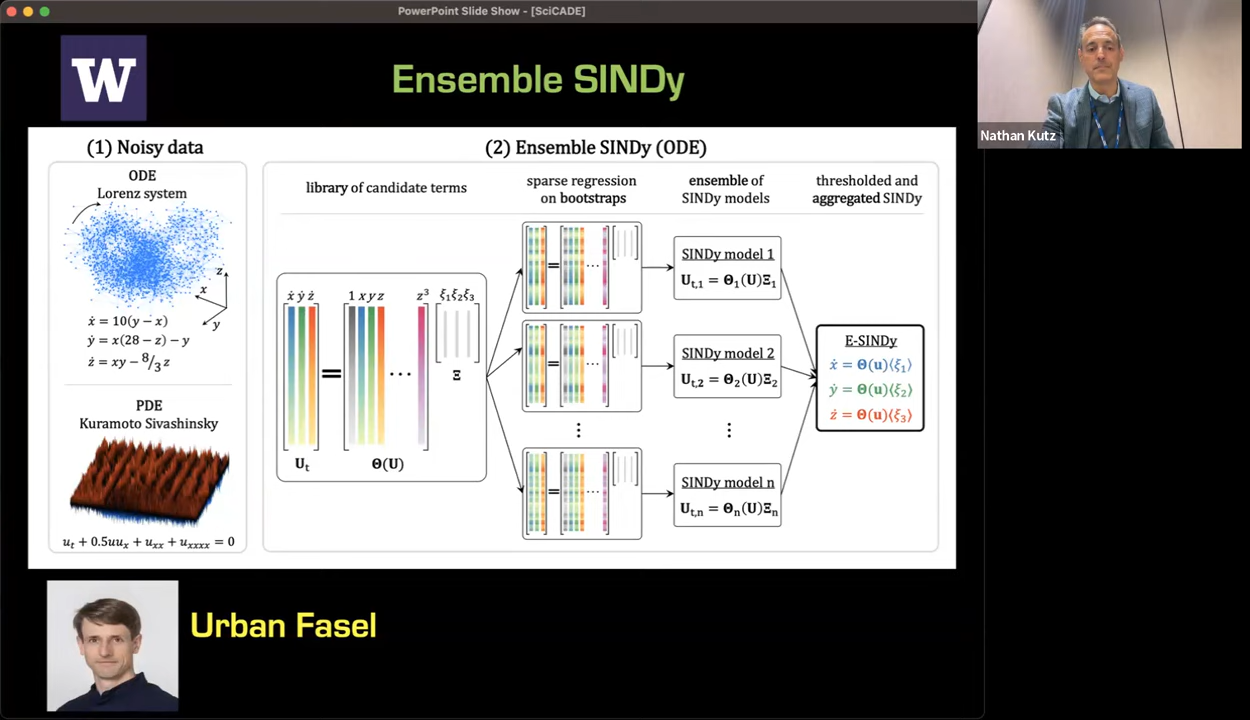 PowerPoint Slide Show - [SciCADE]
W
Ensemble SINDy
Nathan Kutz
(1) Noisy data
ODE
Lorenz system
z
x
y
ẋ = 10(y − x)
ẏ = x(28 − z) − y
ż = xy − 8/3 z
PDE
Kuramoto Sivashinsky
uₜ + 0.5uuₓ + uₓₓ + uₓₓₓₓ = 0
(2) Ensemble SINDy (ODE)
library of candidate terms
ẋ ẏ ż
1 x y z
z³
ξ₁ξ₂ξ₃
=
⋯
Ξ
Uₜ
Θ(U)
sparse regression
on bootstraps
= ⋯
= ⋯
⋮
= ⋯
ensemble of
SINDy models
SINDy model 1
Uₜ,₁ = Θ₁(U)Ξ₁
SINDy model 2
Uₜ,₂ = Θ₂(U)Ξ₂
⋮
SINDy model n
Uₜ,ₙ = Θₙ(U)Ξₙ
thresholded and
aggregated SINDy
E-SINDy
ẋ = Θ(u)⟨ξ₁⟩
ẏ = Θ(u)⟨ξ₂⟩
ż = Θ(u)⟨ξ₃⟩
Urban Fasel